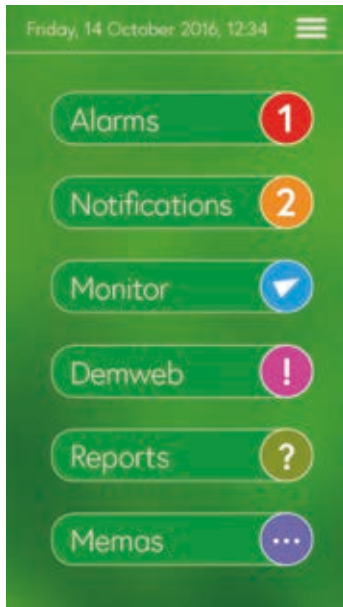 Friday, 14 October 2016, 12:34
Alarms 1
Notifications 2
Monitor
Demweb !
Reports ?
Memas ...